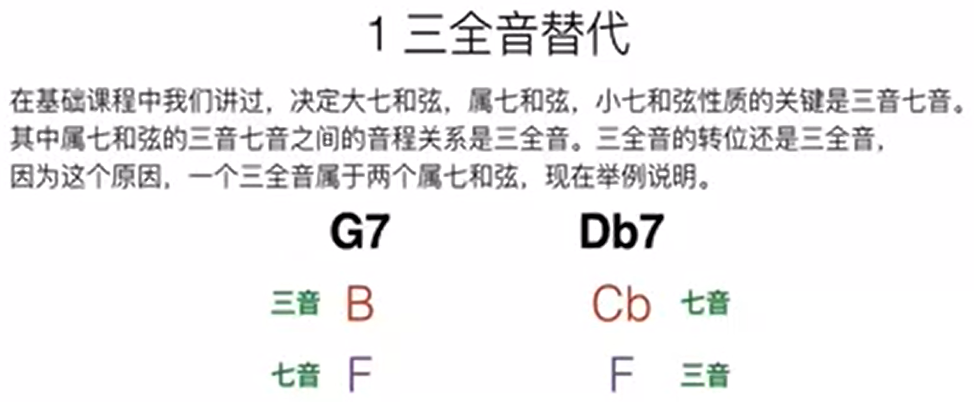 1 三全音替代
在基础课程中我们讲过，决定大七和弦，属七和弦，小七和弦性质的关键是三音七音。
其中属七和弦的三音七音之间的音程关系是三全音。三全音的转位还是三全音，
因为这个原因，一个三全音属于两个属七和弦，现在举例说明。
G7 Db7
三音 B Cb 七音
七音 F F 三音